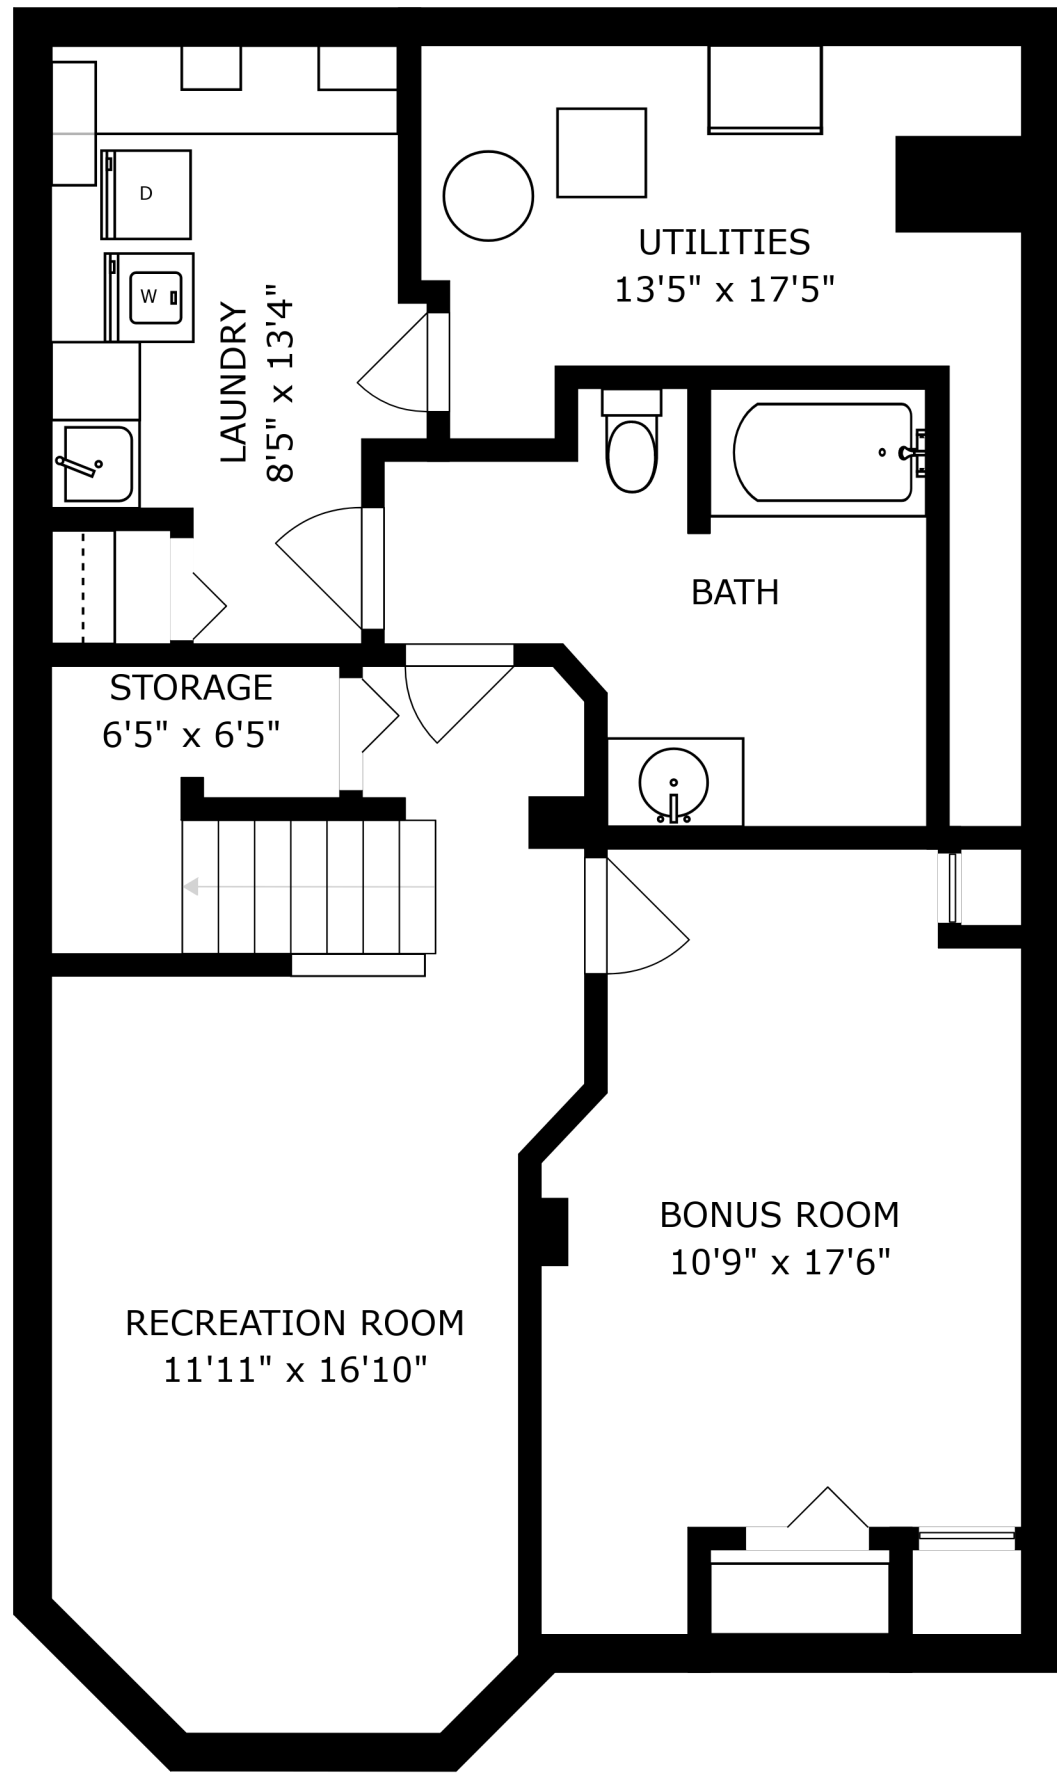 D
W
LAUNDRY
8'5" x 13'4"
UTILITIES
13'5" x 17'5"
BATH
STORAGE
6'5" x 6'5"
BONUS ROOM
10'9" x 17'6"
RECREATION ROOM
11'11" x 16'10"